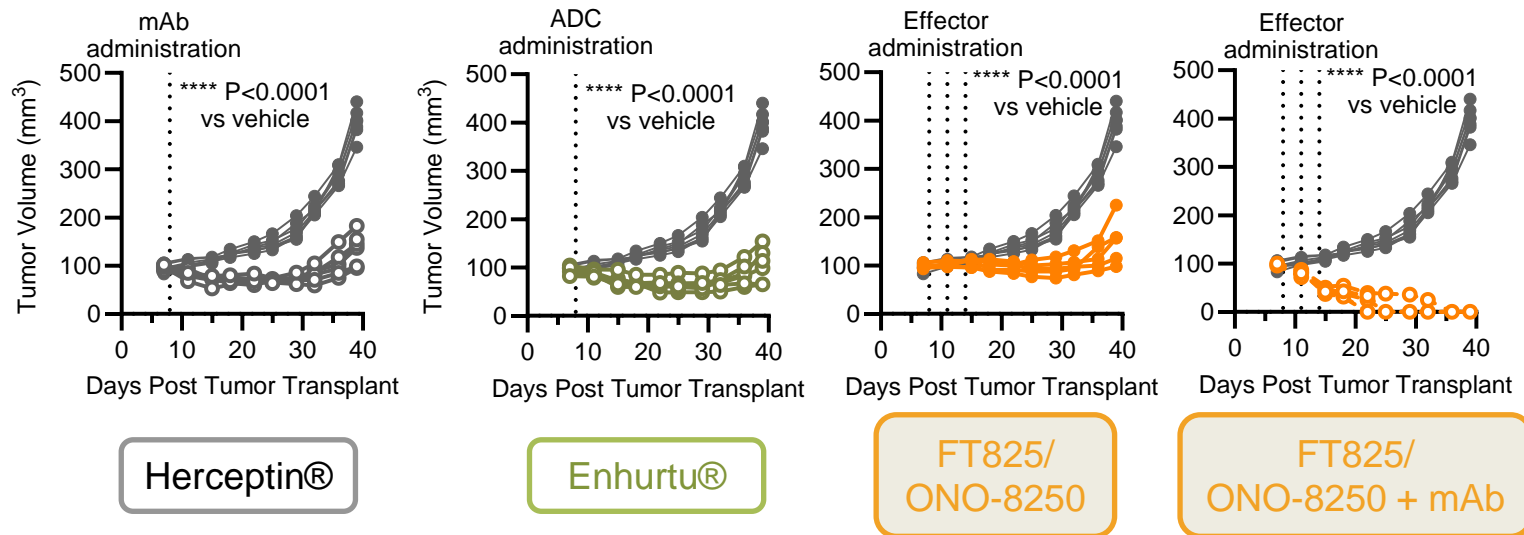 mAb
administration
**** P<0.0001
vs vehicle
Tumor Volume (mm³)
500
400
300
200
100
0
0 10 20 30 40
Days Post Tumor Transplant
Herceptin®
ADC
administration
**** P<0.0001
vs vehicle
Tumor Volume (mm³)
500
400
300
200
100
0
0 10 20 30 40
Days Post Tumor Transplant
Enhurtu®
Effector
administration
**** P<0.0001
vs vehicle
500
400
300
200
100
0
0 10 20 30 40
Days Post Tumor Transplant
FT825/
ONO-8250
Effector
administration
**** P<0.0001
vs vehicle
500
400
300
200
100
0
0 10 20 30 40
Days Post Tumor Transplant
FT825/
ONO-8250 + mAb